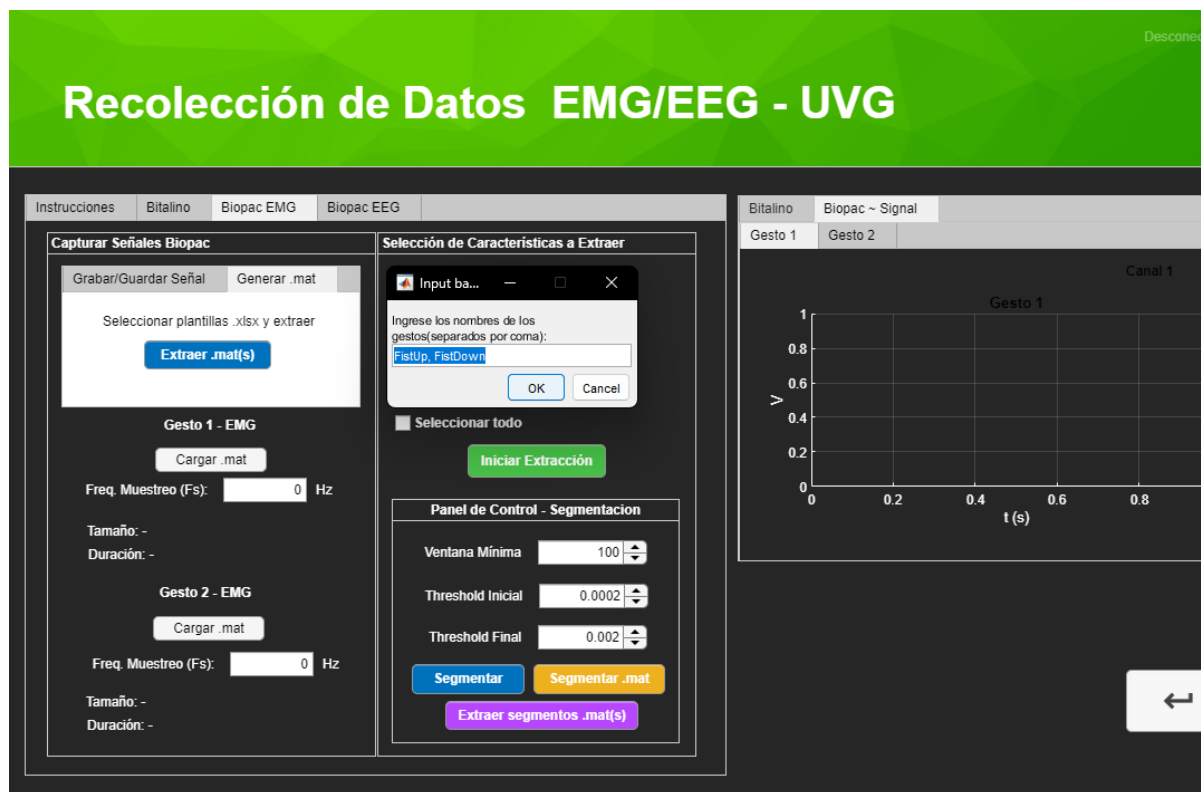 Desconec
Recolección de Datos EMG/EEG - UVG
Instrucciones Bitalino Biopac EMG Biopac EEG
Capturar Señales Biopac
Grabar/Guardar Señal Generar .mat
Seleccionar plantillas .xlsx y extraer
Extraer .mat(s)
Gesto 1 - EMG
Cargar .mat
Freq. Muestreo (Fs): 0 Hz
Tamaño: -
Duración: -
Gesto 2 - EMG
Cargar .mat
Freq. Muestreo (Fs): 0 Hz
Tamaño: -
Duración: -
Selección de Características a Extraer
Input ba...
Ingrese los nombres de los
gestos(separados por coma):
FistUp, FistDown
OK Cancel
Seleccionar todo
Iniciar Extracción
Panel de Control - Segmentacion
Ventana Mínima 100
Threshold Inicial 0.0002
Threshold Final 0.002
Segmentar Segmentar .mat
Extraer segmentos .mat(s)
Bitalino Biopac ~ Signal
Gesto 1 Gesto 2
Canal 1
Gesto 1
1
0.8
0.6
0.4
0.2
0
V
0 0.2 0.4 0.6 0.8
t (s)